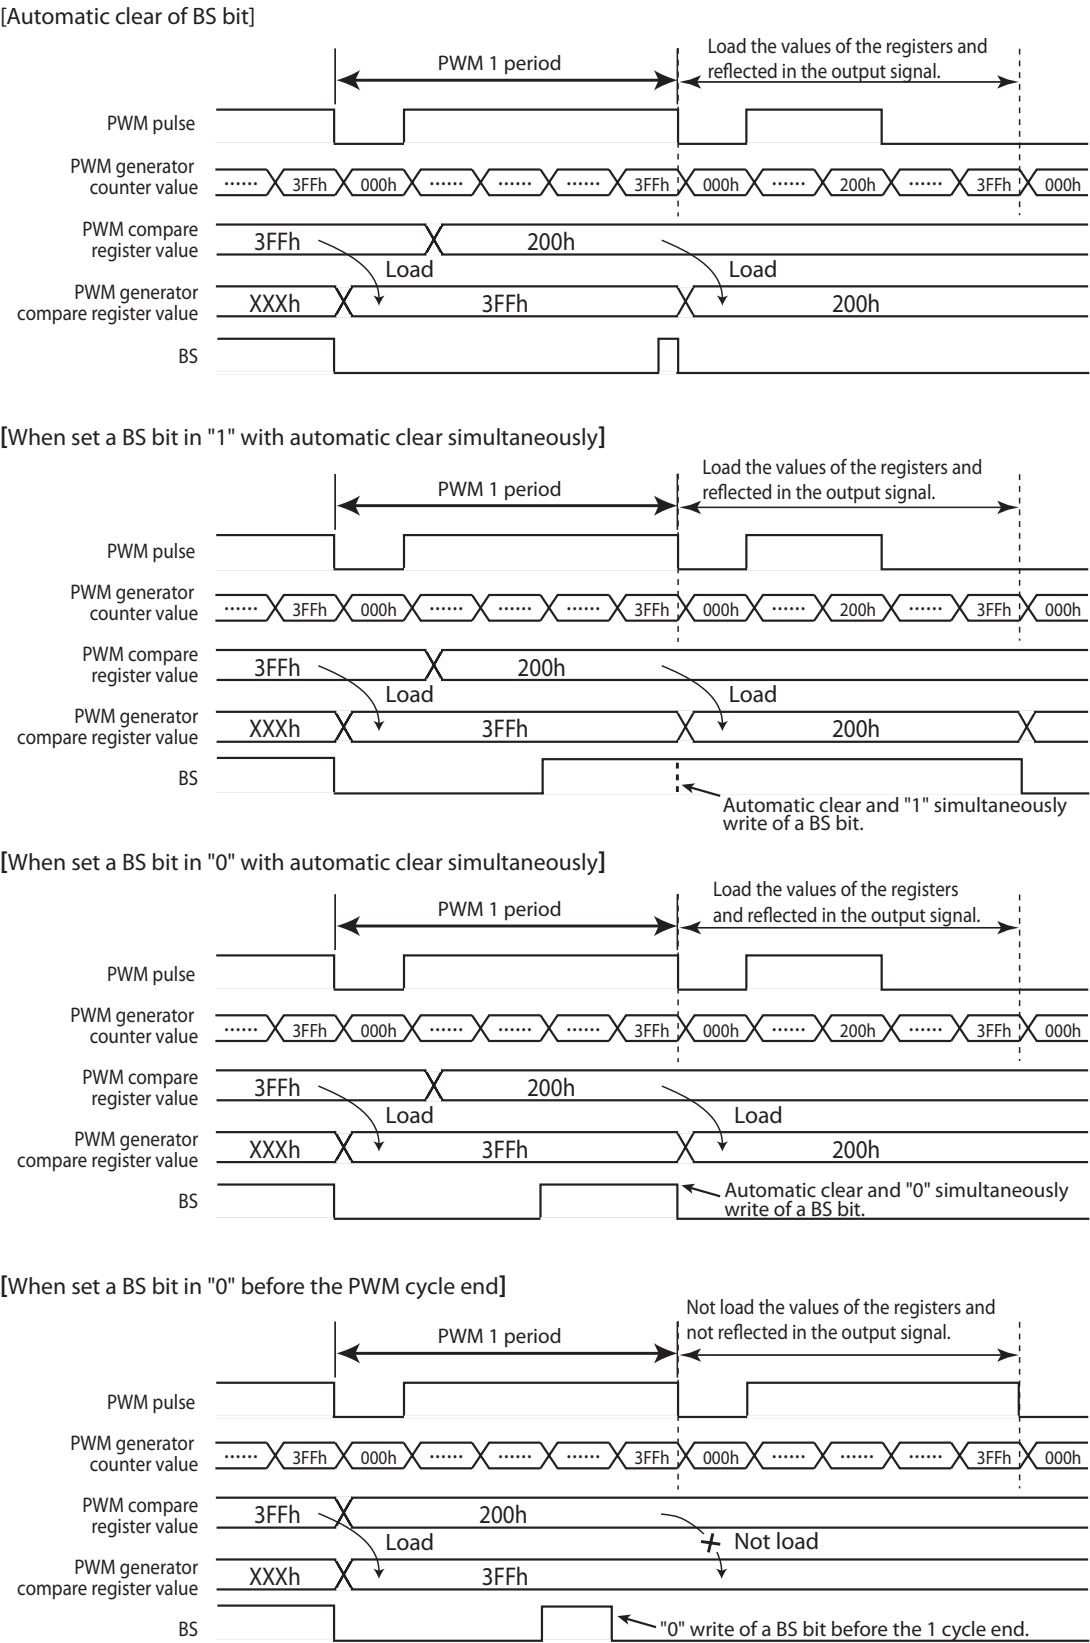 [Automatic clear of BS bit]
Load the values of the registers and
PWM 1 period
reflected in the output signal.
PWM pulse
PWM generator
counter value
...... 3FFh 000h ...... ...... ...... 3FFh 000h ...... 200h ...... 3FFh 000h
PWM compare
register value
3FFh 200h
Load Load
PWM generator
compare register value
XXXh 3FFh 200h
BS
[When set a BS bit in "1" with automatic clear simultaneously]
Load the values of the registers and
PWM 1 period
reflected in the output signal.
PWM pulse
PWM generator
counter value
...... 3FFh 000h ...... ...... ...... 3FFh 000h ...... 200h ...... 3FFh 000h
PWM compare
register value
3FFh 200h
Load Load
PWM generator
compare register value
XXXh 3FFh 200h
BS
Automatic clear and "1" simultaneously
write of a BS bit.
[When set a BS bit in "0" with automatic clear simultaneously]
Load the values of the registers
PWM 1 period
and reflected in the output signal.
PWM pulse
PWM generator
counter value
...... 3FFh 000h ...... ...... ...... 3FFh 000h ...... 200h ...... 3FFh 000h
PWM compare
register value
3FFh 200h
Load Load
PWM generator
compare register value
XXXh 3FFh 200h
BS
Automatic clear and "0" simultaneously
write of a BS bit.
[When set a BS bit in "0" before the PWM cycle end]
Not load the values of the registers and
PWM 1 period
not reflected in the output signal.
PWM pulse
PWM generator
counter value
...... 3FFh 000h ...... ...... ...... 3FFh 000h ...... ...... ...... 3FFh 000h
PWM compare
register value
3FFh 200h
Load Not load
PWM generator
compare register value
XXXh 3FFh
BS
"0" write of a BS bit before the 1 cycle end.